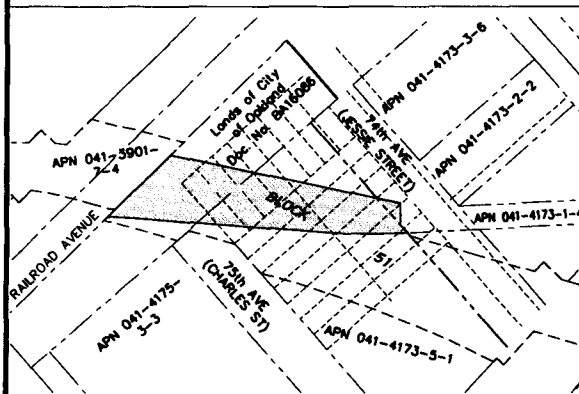 APN 041-4173-3-6
Lands of City
of Oakland
Doc. No. BA16086
74th AVE
(JESSE STREET)
APN 041-4173-2-2
APN 041-3901-
7-4
BLOCK
APN 041-4173-1-4
RAILROAD AVENUE
51
75th AVE
(CHARLES ST)
APN 041-4175-
3-3
APN 041-4173-5-1